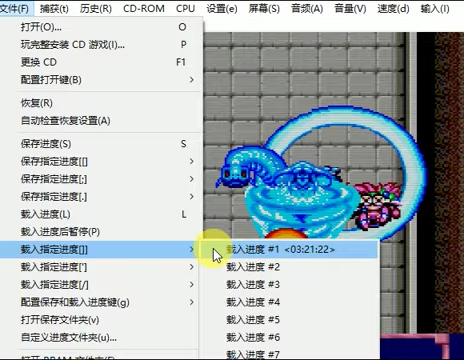 文件(F) 捕获(t) 历史(R) CD-ROM CPU 设置(é) 屏幕(S) 音频(A) 音量(V) 速度(d) 输入(I)
打开(O)... O
玩完整安装 CD 游戏(I)... P
更换 CD F1
配置打开键(B)
恢复(R)
自动检查恢复设置(A)
保存进度(S) S
保存指定进度([]
保存指定进度[,]
保存指定进度[.]
载入进度(L) L
载入进度后暂停(P)
载入指定进度[]]
载入指定进度[']
载入指定进度[/]
配置保存和载入进度键(g)
打开保存文件夹(v)
自定义进度文件夹(u)...
载入进度 #1 <03:21:22>
载入进度 #2
载入进度 #3
载入进度 #4
载入进度 #5
载入进度 #6
载入进度 #7